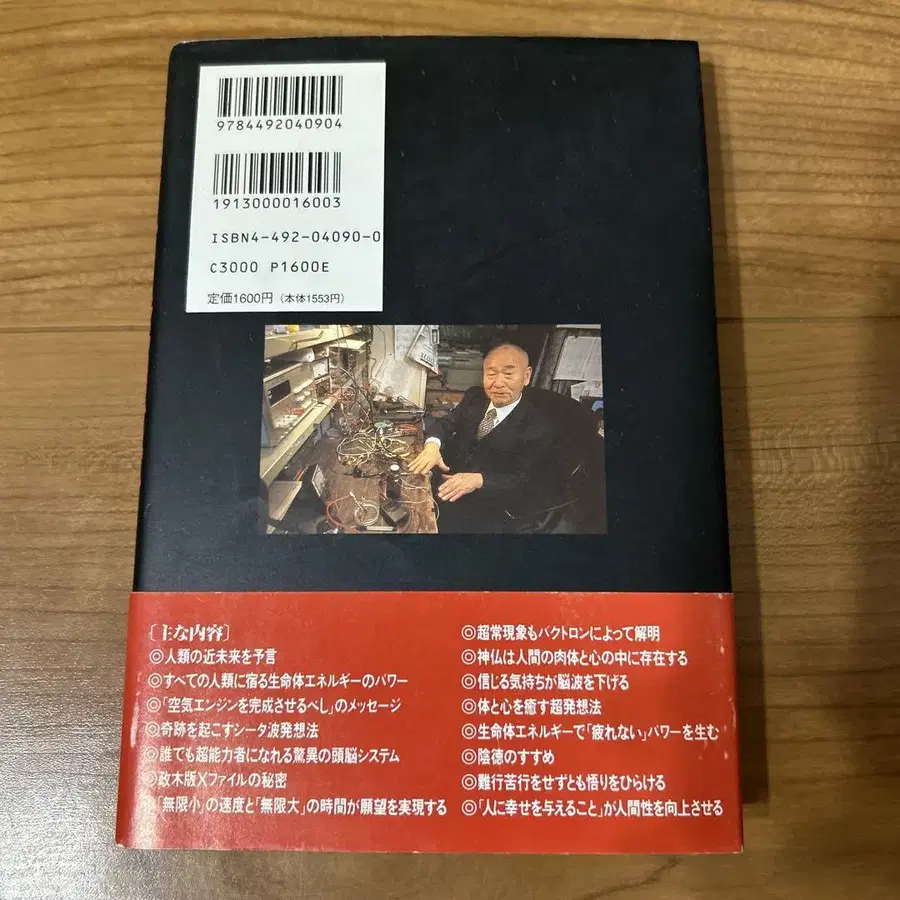 9784492040904
1913000016003
ISBN4-492-04090-0
C3000 P1600E
定価1600円(本体1553円)
〔主な内容〕
◎人類の近未来を予言
◎すべての人類に宿る生命体エネルギーのパワー
◎「空気エンジンを完成させるべし」のメッセージ
◎奇跡を起こすシータ波発想法
◎誰でも超能力者になれる驚異の頭脳システム
◎政木版Xファイルの秘密
◎「無限小」の速度と「無限大」の時間が願望を実現する
◎超常現象もバクトロンによって解明
◎神仏は人間の肉体と心の中に存在する
◎信じる気持ちが脳波を下げる
◎体と心を癒す超発想法
◎生命体エネルギーで「疲れない」パワーを生む
◎陰徳のすすめ
◎難行苦行をせずとも悟りをひらける
◎「人に幸せを与えること」が人間性を向上させる